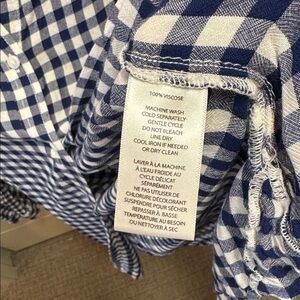 100% VISCOSE
MACHINE WASH
COLD SEPARATELY
GENTLE CYCLE
DO NOT BLEACH
LINE DRY
COOL IRON IF NEEDED
OR DRY CLEAN
LAVER À LA MACHINE
À L'EAU FROIDE AU
CYCLE DÉLICAT
SÉPARÉMENT
NE PAS UTILISER DE
CHLORURE DÉCOLORANT
SUSPENDRE POUR SÉCHER
REPASSER À BASSE
TEMPÉRATURE AU BESOIN
OU NETTOYER À SEC